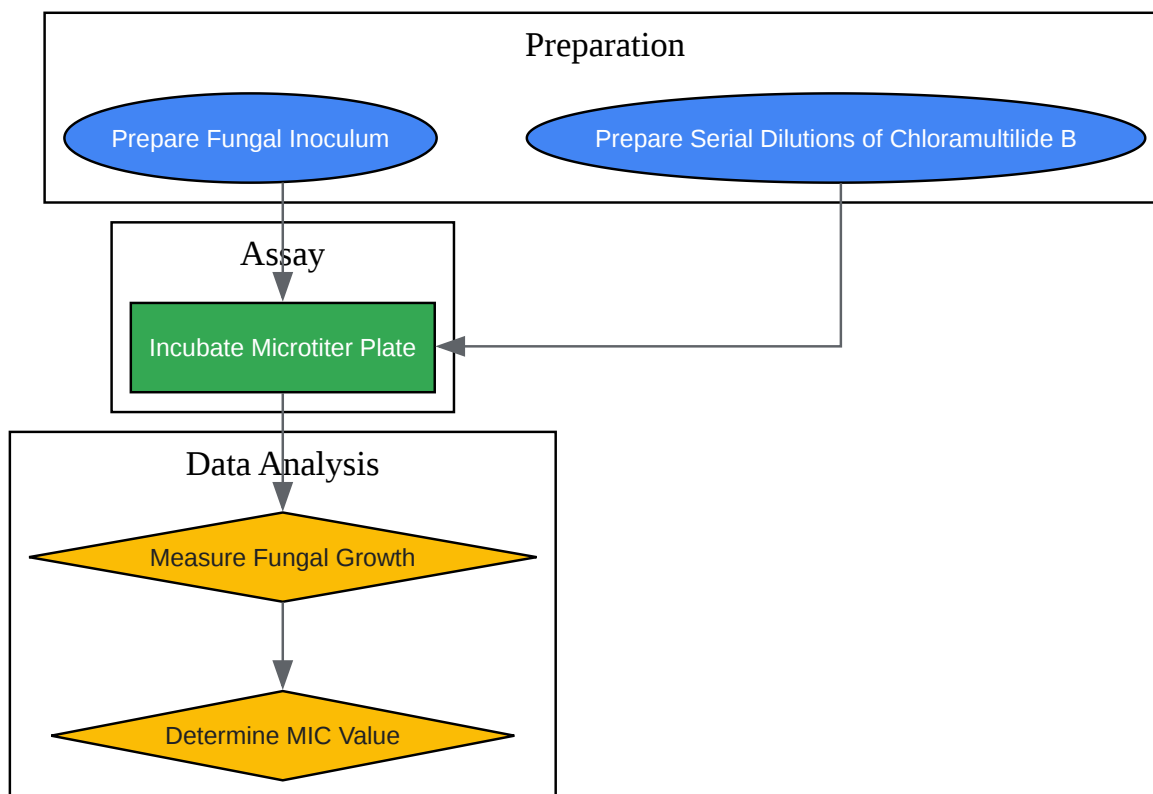 Preparation
Prepare Fungal Inoculum
Prepare Serial Dilutions of Chloramultilide B
Assay
Incubate Microtiter Plate
Data Analysis
Measure Fungal Growth
Determine MIC Value